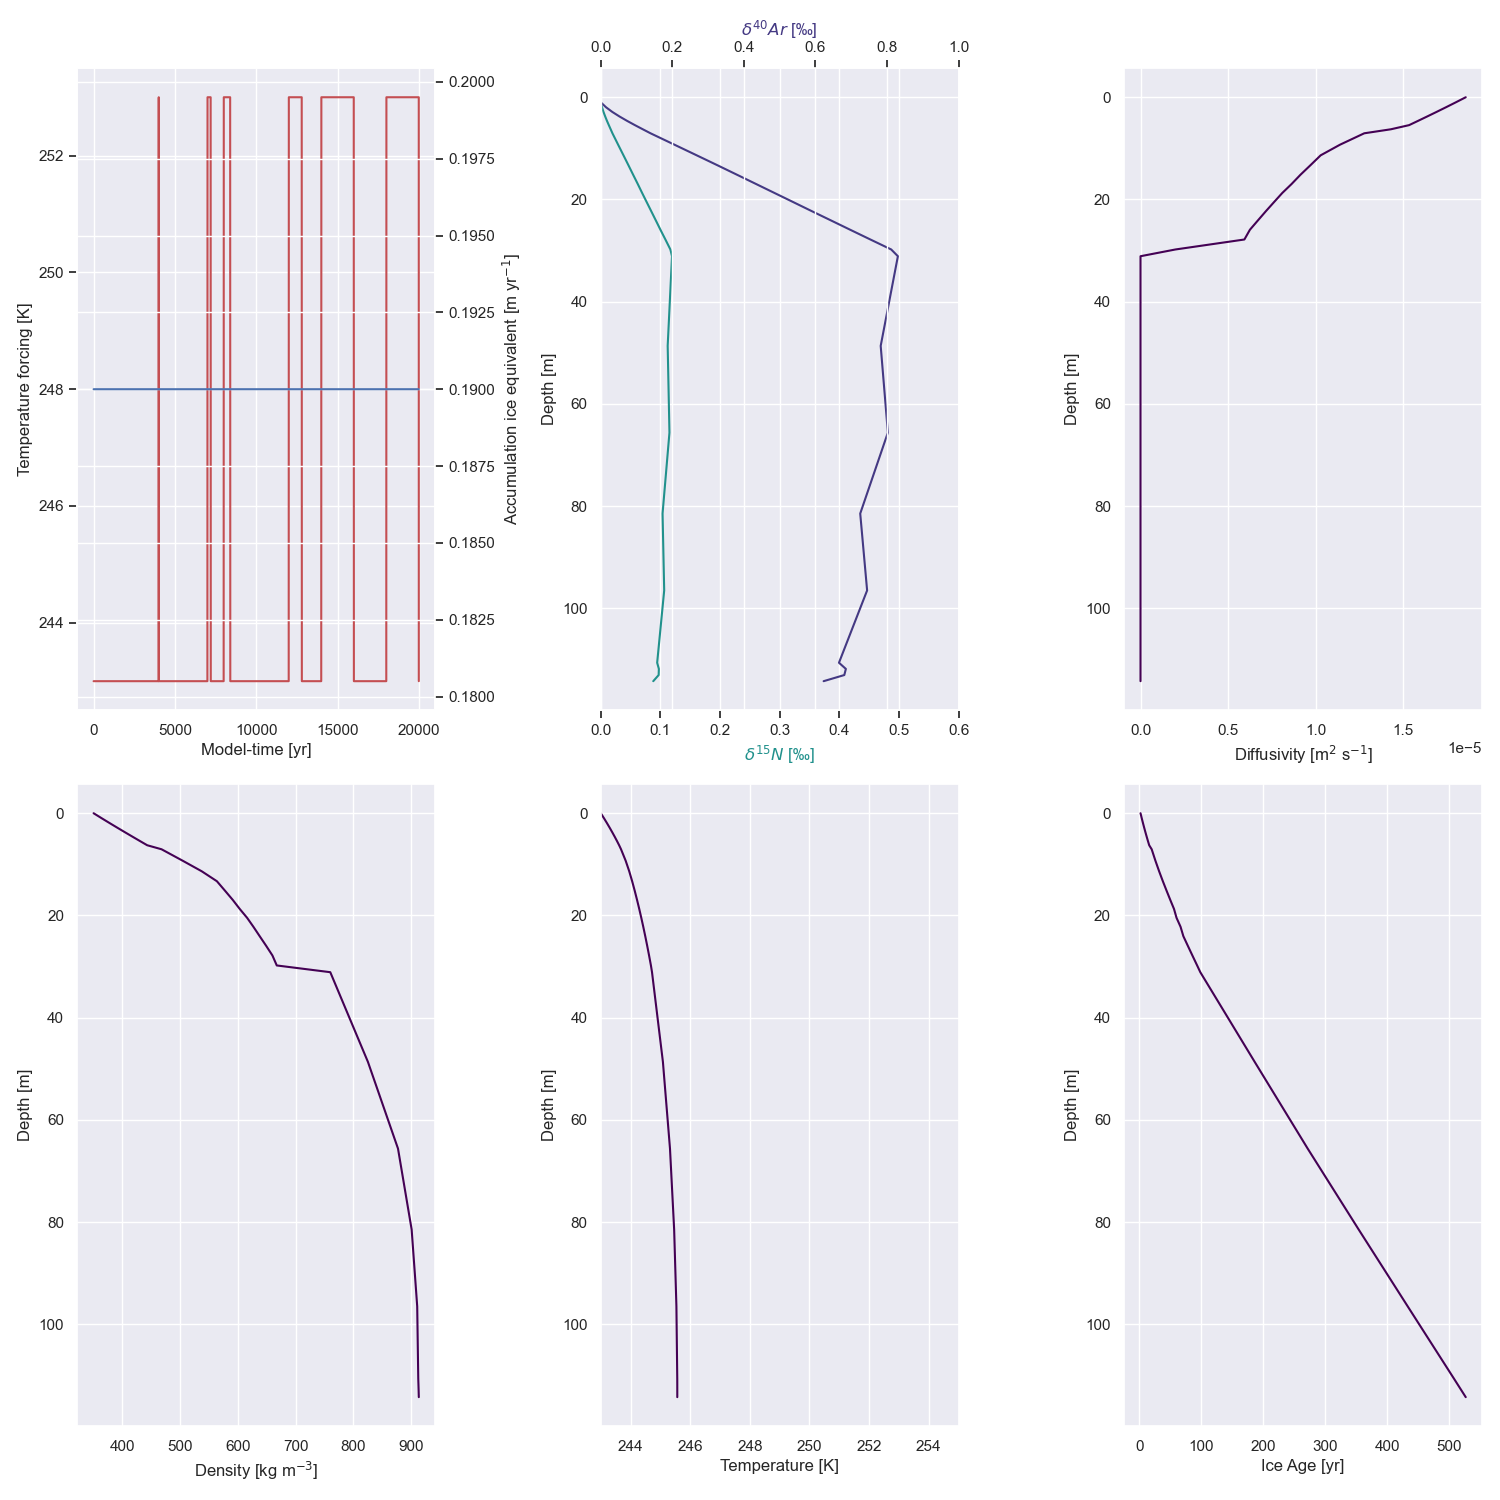 δ⁴⁰Ar [‰]
0.0 0.2 0.4 0.6 0.8 1.0
252
250
248
246
244
Temperature forcing [K]
0 5000 10000 15000 20000
Model-time [yr]
0.2000
0.1975
0.1950
0.1925
0.1900
0.1875
0.1850
0.1825
0.1800
Accumulation ice equivalent [m yr⁻¹]
0
20
40
60
80
100
Depth [m]
0.0 0.1 0.2 0.3 0.4 0.5 0.6
δ¹⁵N [‰]
0
20
40
60
80
100
Depth [m]
0.0 0.5 1.0 1.5
1e−5
Diffusivity [m² s⁻¹]
0
20
40
60
80
100
Depth [m]
400 500 600 700 800 900
Density [kg m⁻³]
0
20
40
60
80
100
Depth [m]
244 246 248 250 252 254
Temperature [K]
0
20
40
60
80
100
Depth [m]
0 100 200 300 400 500
Ice Age [yr]